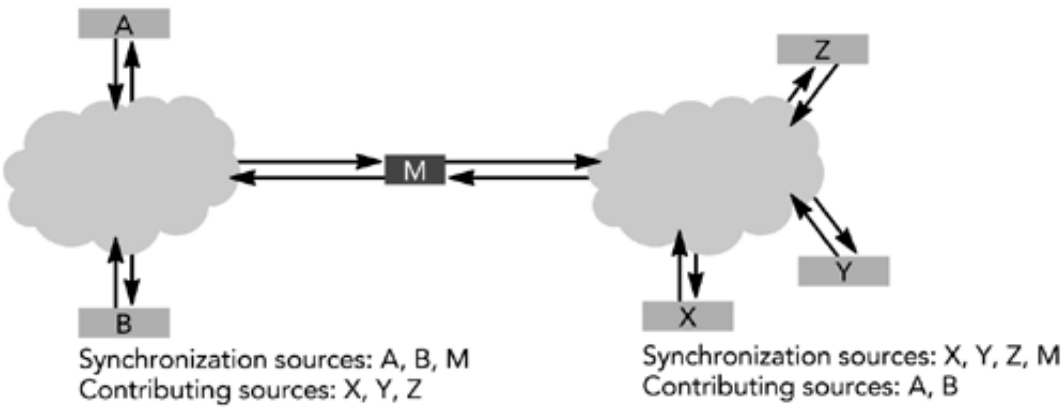 A
Z
M
Y
B
X
Synchronization sources: A, B, M
Contributing sources: X, Y, Z
Synchronization sources: X, Y, Z, M
Contributing sources: A, B